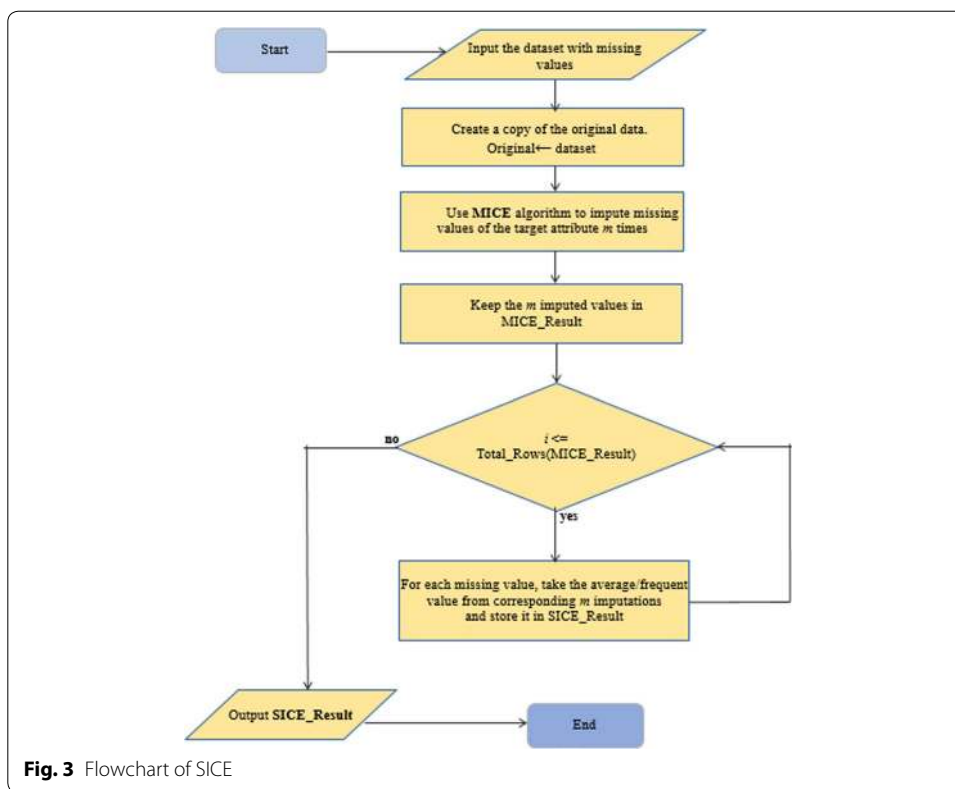 Start
Input the dataset with missing
values
Create a copy of the original data.
Original← dataset
Use MICE algorithm to impute missing
values of the target attribute m times
Keep the m imputed values in
MICE_Result
no
i <=
Total_Rows(MICE_Result)
yes
For each missing value, take the average/frequent
value from corresponding m imputations
and store it in SICE_Result
Output SICE_Result
End
Fig. 3 Flowchart of SICE